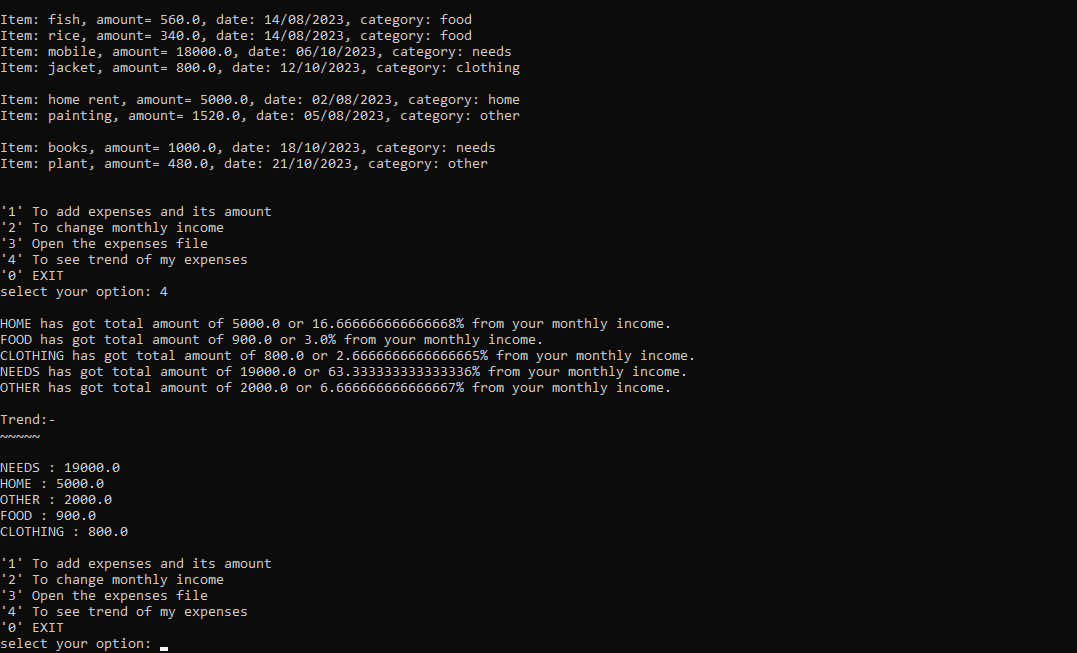 Item: fish, amount= 560.0, date: 14/08/2023, category: food
Item: rice, amount= 340.0, date: 14/08/2023, category: food
Item: mobile, amount= 18000.0, date: 06/10/2023, category: needs
Item: jacket, amount= 800.0, date: 12/10/2023, category: clothing
Item: home rent, amount= 5000.0, date: 02/08/2023, category: home
Item: painting, amount= 1520.0, date: 05/08/2023, category: other
Item: books, amount= 1000.0, date: 18/10/2023, category: needs
Item: plant, amount= 480.0, date: 21/10/2023, category: other
'1' To add expenses and its amount
'2' To change monthly income
'3' Open the expenses file
'4' To see trend of my expenses
'0' EXIT
select your option: 4
HOME has got total amount of 5000.0 or 16.666666666666668% from your monthly income.
FOOD has got total amount of 900.0 or 3.0% from your monthly income.
CLOTHING has got total amount of 800.0 or 2.6666666666666665% from your monthly income.
NEEDS has got total amount of 19000.0 or 63.333333333333336% from your monthly income.
OTHER has got total amount of 2000.0 or 6.666666666666667% from your monthly income.
Trend:-
~~~~~
NEEDS : 19000.0
HOME : 5000.0
OTHER : 2000.0
FOOD : 900.0
CLOTHING : 800.0
'1' To add expenses and its amount
'2' To change monthly income
'3' Open the expenses file
'4' To see trend of my expenses
'0' EXIT
select your option: